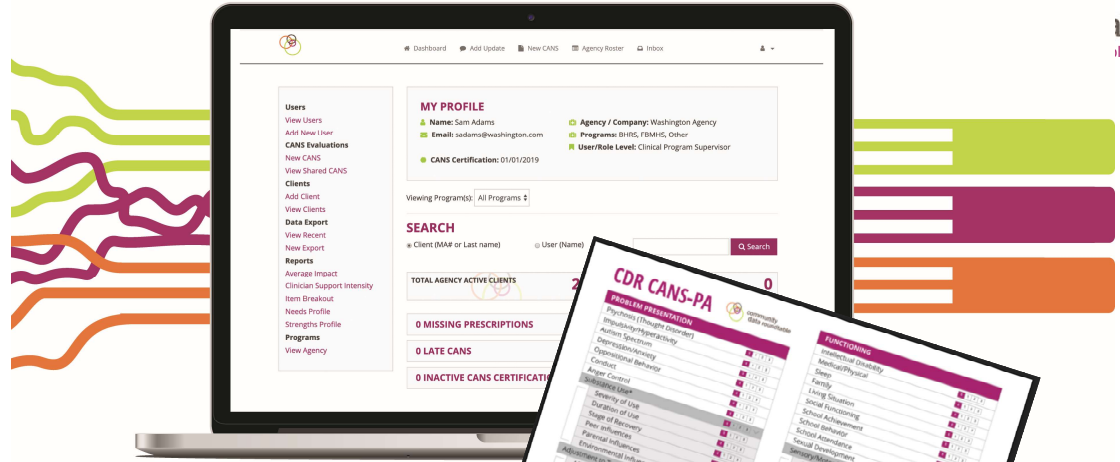 Dashboard Add Update New CANS Agency Roster Inbox
Users
View Users
Add New User
CANS Evaluations
New CANS
View Shared CANS
Clients
Add Client
View Clients
Data Export
View Recent
New Export
Reports
Average Impact
Clinician Support Intensity
Item Breakout
Needs Profile
Strengths Profile
Programs
View Agency
MY PROFILE
Name: Sam Adams
Email: sadams@washington.com
CANS Certification: 01/01/2019
Agency / Company: Washington Agency
Programs: BHRS, FBMHS, Other
User/Role Level: Clinical Program Supervisor
Viewing Program(s): All Programs
SEARCH
Client (MA# or Last name) User (Name) Search
TOTAL AGENCY ACTIVE CLIENTS 2 0
0 MISSING PRESCRIPTIONS
0 LATE CANS
0 INACTIVE CANS CERTIFICATIO
CDR CANS-PA
community
data roundtable
PROBLEM PRESENTATION
Psychosis (Thought Disorder)
Impulsivity/Hyperactivity
Autism Spectrum
Depression/Anxiety
Oppositional Behavior
Conduct
Anger Control
Substance Use*
Severity of Use
Duration of Use
Stage of Recovery
Peer Influences
Parental Influences
Environmental Influ
Adjustment to
FUNCTIONING
Intellectual Disability
Medical/Physical
Sleep
Family
Living Situation
Social Functioning
School Achievement
School Behavior
School Attendance
Sexual Development